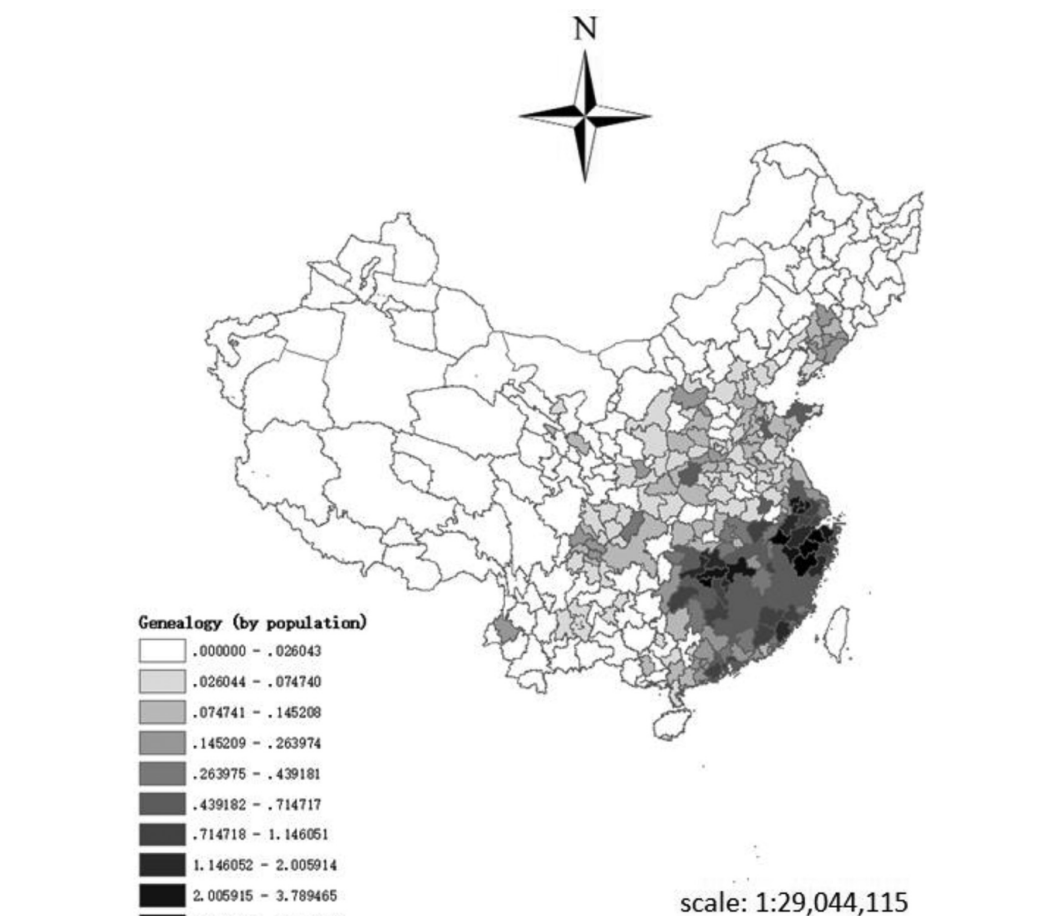 N
Genealogy (by population)
.000000 - .026043
.026044 - .074740
.074741 - .145208
.145209 - .263974
.263975 - .439181
.439182 - .714717
.714718 - 1.146051
1.146052 - 2.005914
2.005915 - 3.789465
scale: 1:29,044,115